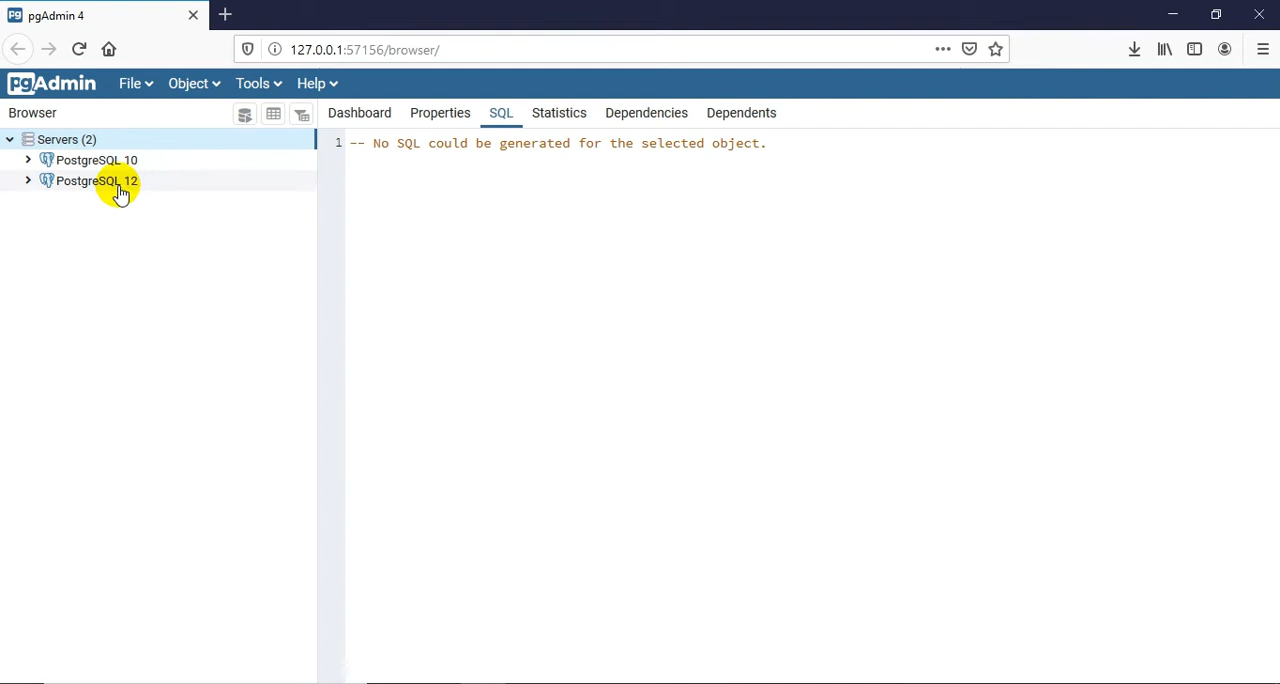 pgAdmin 4
127.0.0.1:57156/browser/
pgAdmin File Object Tools Help
Browser
Dashboard Properties SQL Statistics Dependencies Dependents
Servers (2)
1 -- No SQL could be generated for the selected object.
PostgreSQL 10
PostgreSQL 12